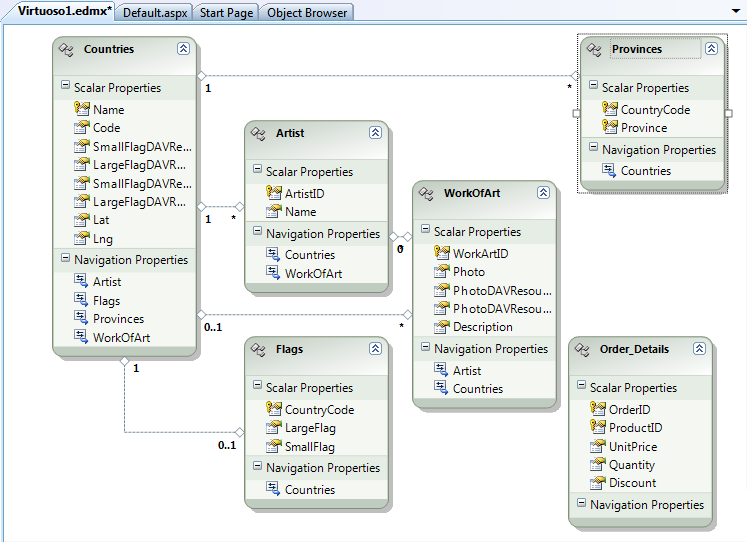 Virtuoso1.edmx* Default.aspx Start Page Object Browser
Countries
Scalar Properties
Name
Code
SmallFlagDAVRe...
LargeFlagDAVR...
SmallFlagDAVRe...
LargeFlagDAVR...
Lat
Lng
Navigation Properties
Artist
Flags
Provinces
WorkOfArt
1
*
1
*
0..1
*
1
0..1
Artist
Scalar Properties
ArtistID
Name
Navigation Properties
Countries
WorkOfArt
Flags
Scalar Properties
CountryCode
LargeFlag
SmallFlag
Navigation Properties
Countries
WorkOfArt
Scalar Properties
WorkArtID
Photo
PhotoDAVResou...
PhotoDAVResou...
Description
Navigation Properties
Artist
Countries
Provinces
Scalar Properties
CountryCode
Province
Navigation Properties
Countries
Order_Details
Scalar Properties
OrderID
ProductID
UnitPrice
Quantity
Discount
Navigation Properties